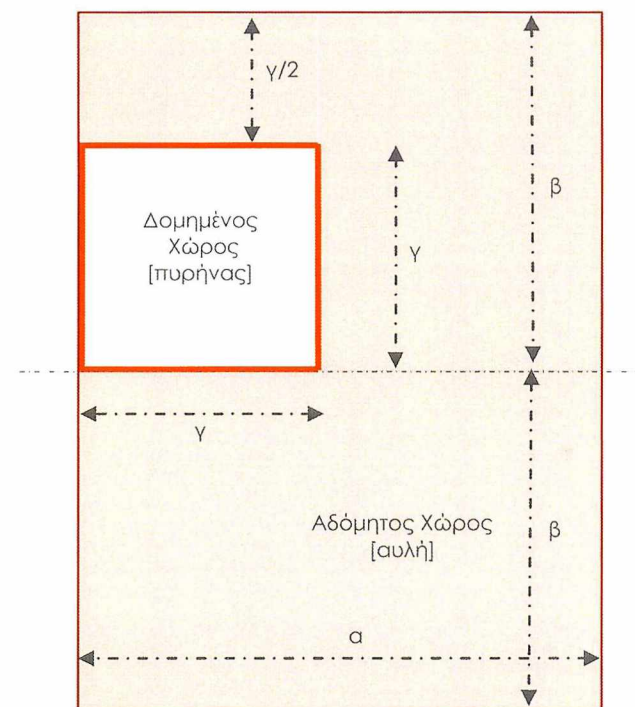 γ/2
β
Δομημένος
Χώρος
[πυρήνας]
γ
γ
Αδόμητος Χώρος
[αυλή]
β
α